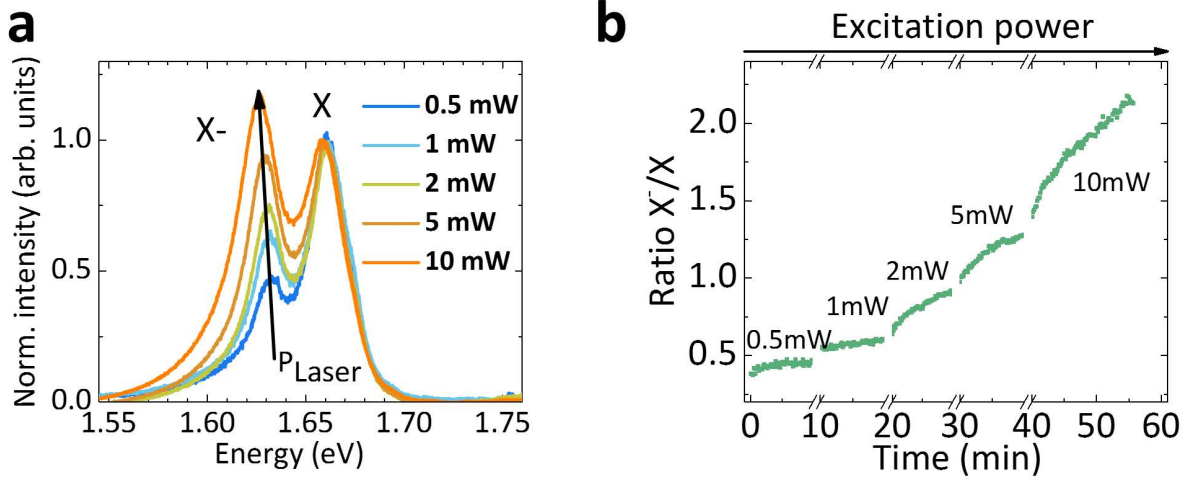 a
Norm. intensity (arb. units)
1.0
0.5
0.0
X-
X
0.5 mW
1 mW
2 mW
5 mW
10 mW
PLaser
1.55
1.60
1.65
1.70
1.75
Energy (eV)
b
Excitation power
Ratio X-/X
2.0
1.5
1.0
0.5
0.5mW
1mW
2mW
5mW
10mW
0
10
20
30
40
50
60
Time (min)